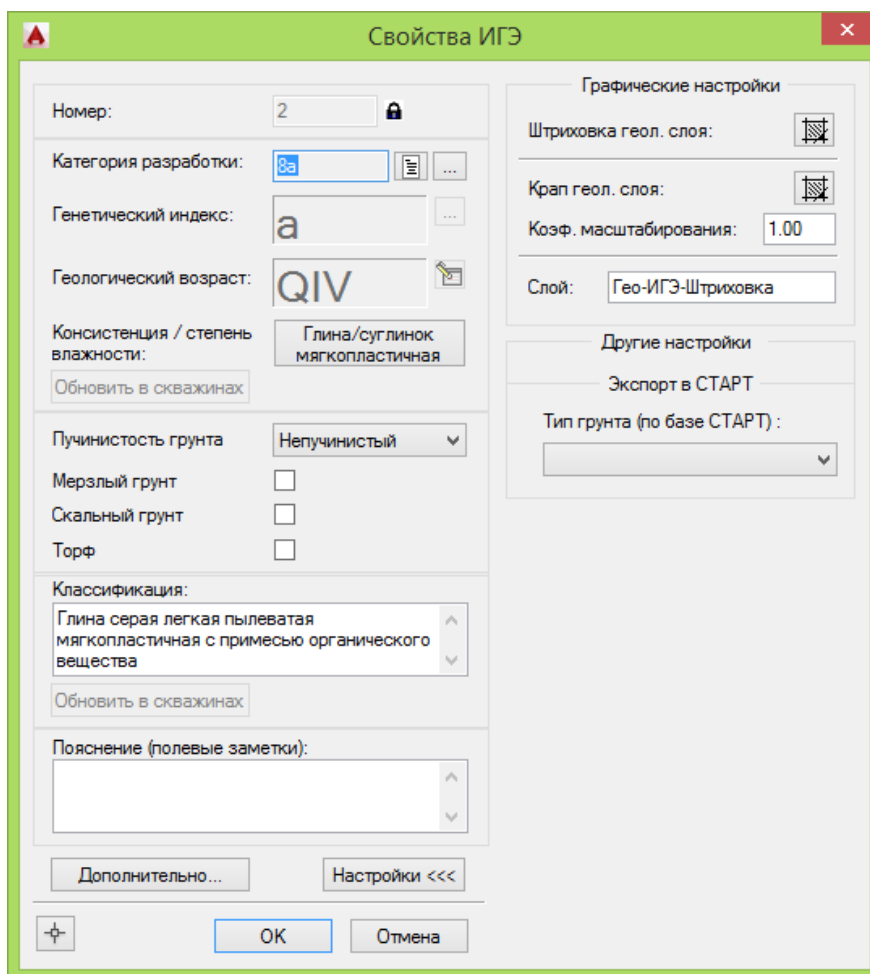 Свойства ИГЭ
Номер: 2
Категория разработки: 8а ...
Генетический индекс: a ...
Геологический возраст: QIV
Консистенция / степень
влажности:
Глина/суглинок
мягкопластичная
Обновить в скважинах
Пучинистость грунта Непучинистый
Мерзлый грунт
Скальный грунт
Торф
Классификация:
Глина серая легкая пылеватая
мягкопластичная с примесью органического
вещества
Обновить в скважинах
Пояснение (полевые заметки):
Дополнительно... Настройки <<<
OK Отмена
Графические настройки
Штриховка геол. слоя:
Крап геол. слоя:
Коэф. масштабирования: 1.00
Слой: Гео-ИГЭ-Штриховка
Другие настройки
Экспорт в СТАРТ
Тип грунта (по базе СТАРТ) :